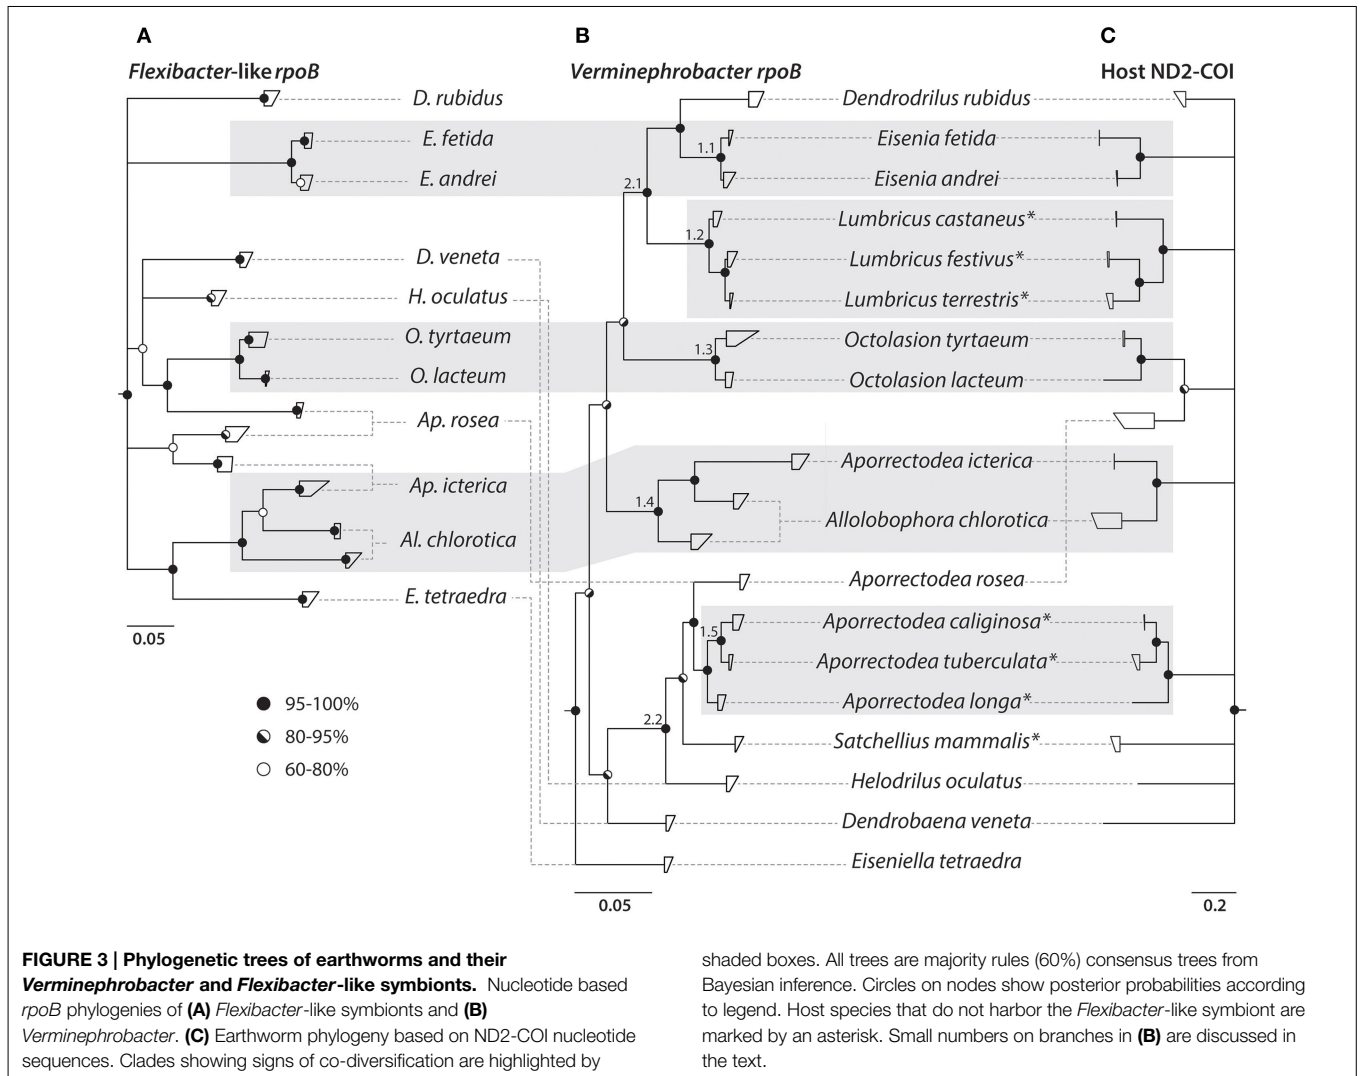 A
B
C
Flexibacter-like rpoB
Verminephrobacter rpoB
Host ND2-COI
D. rubidus
E. fetida
E. andrei
D. veneta
H. oculatus
O. tyrtaeum
O. lacteum
Ap. rosea
Ap. icterica
Al. chlorotica
E. tetraedra
0.05
95-100%
80-95%
60-80%
1.1
2.1
1.2
1.3
1.4
1.5
2.2
Dendrodrilus rubidus
Eisenia fetida
Eisenia andrei
Lumbricus castaneus*
Lumbricus festivus*
Lumbricus terrestris*
Octolasion tyrtaeum
Octolasion lacteum
Aporrectodea icterica
Allolobophora chlorotica
Aporrectodea rosea
Aporrectodea caliginosa*
Aporrectodea tuberculata*
Aporrectodea longa*
Satchellius mammalis*
Helodrilus oculatus
Dendrobaena veneta
Eiseniella tetraedra
0.05
0.2
FIGURE 3 | Phylogenetic trees of earthworms and their
Verminephrobacter and Flexibacter-like symbionts. Nucleotide based
rpoB phylogenies of (A) Flexibacter-like symbionts and (B)
Verminephrobacter. (C) Earthworm phylogeny based on ND2-COI nucleotide
sequences. Clades showing signs of co-diversification are highlighted by
shaded boxes. All trees are majority rules (60%) consensus trees from
Bayesian inference. Circles on nodes show posterior probabilities according
to legend. Host species that do not harbor the Flexibacter-like symbiont are
marked by an asterisk. Small numbers on branches in (B) are discussed in
the text.